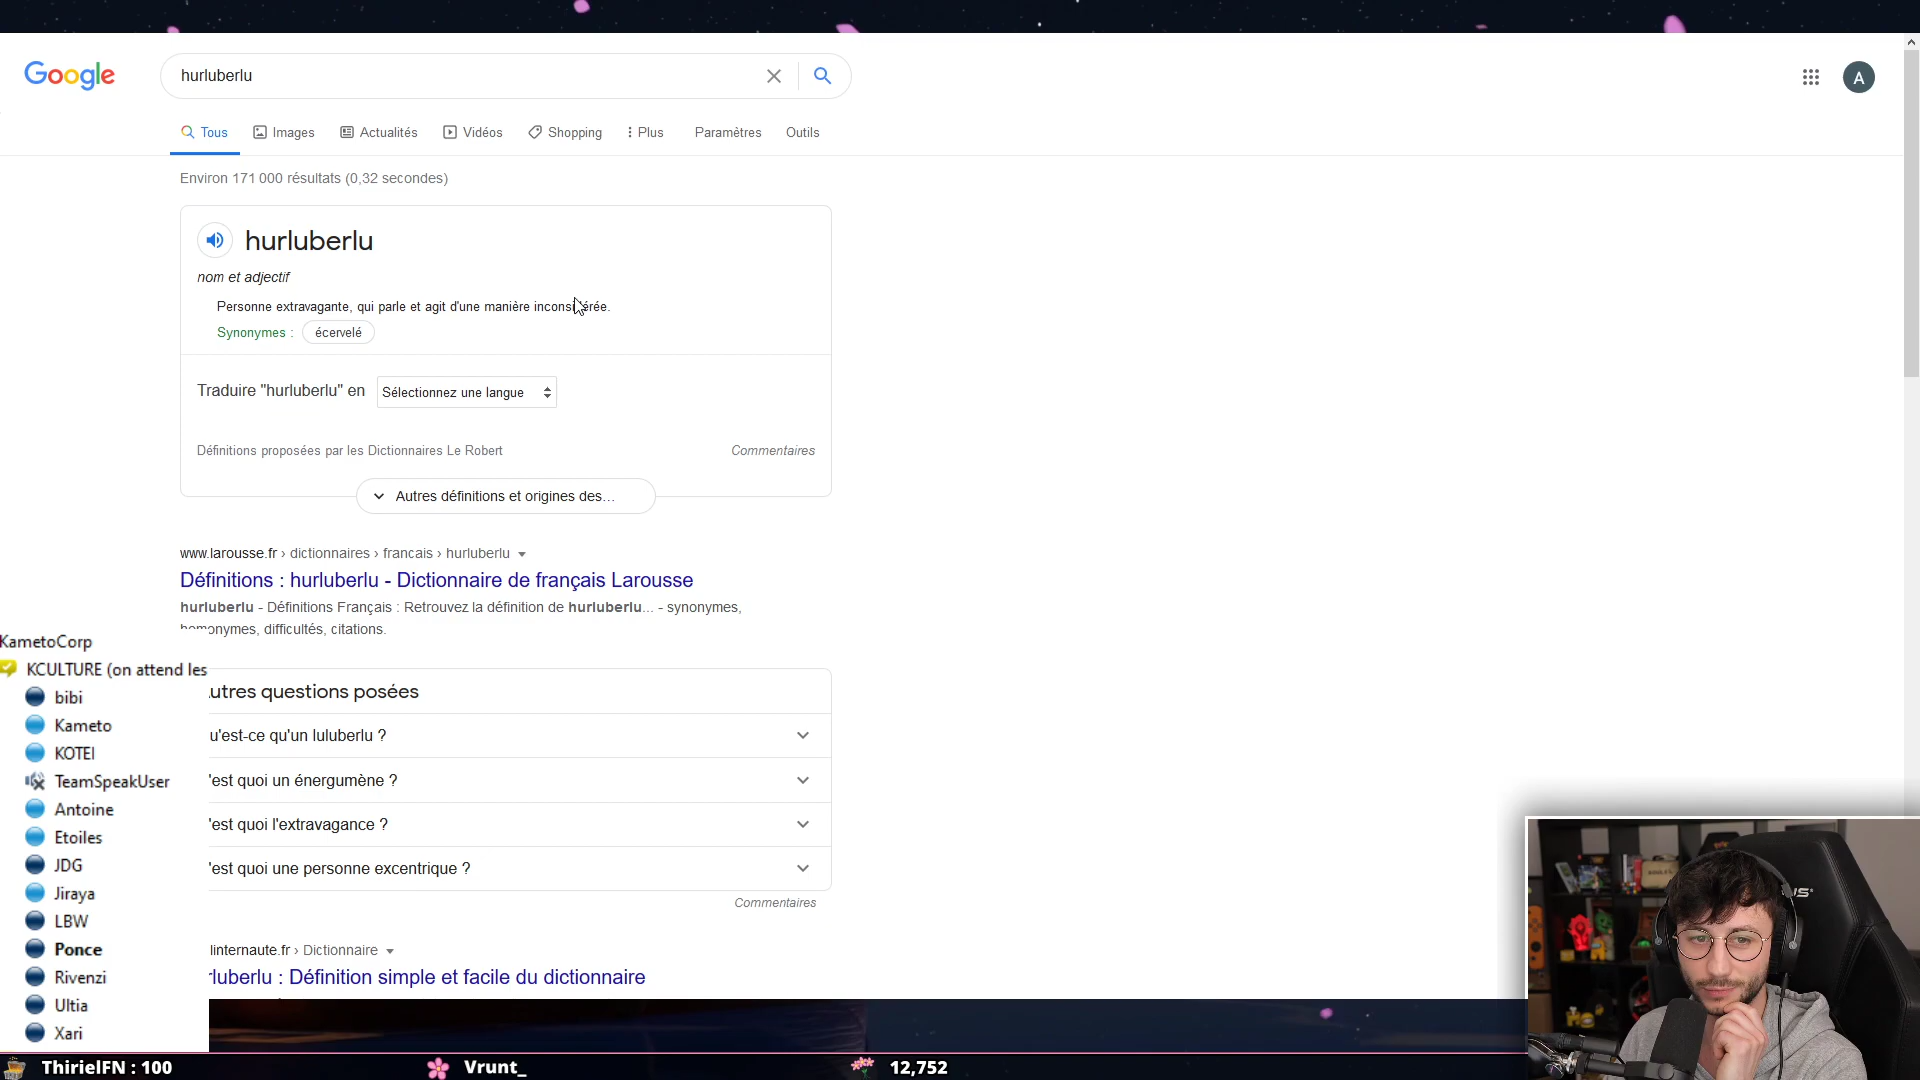 Google
hurluberlu
A
Tous
Images
Actualités
Vidéos
Shopping
Plus
Paramètres
Outils
Environ 171 000 résultats (0,32 secondes)
hurluberlu
nom et adjectif
Personne extravagante, qui parle et agit d'une manière inconsidérée.
Synonymes :
écervelé
Traduire "hurluberlu" en
Sélectionnez une langue
Définitions proposées par les Dictionnaires Le Robert
Commentaires
Autres définitions et origines des…
www.larousse.fr › dictionnaires › francais › hurluberlu
Définitions : hurluberlu - Dictionnaire de français Larousse
hurluberlu - Définitions Français : Retrouvez la définition de hurluberlu... - synonymes,
homonymes, difficultés, citations.
utres questions posées
u'est-ce qu'un luluberlu ?
'est quoi un énergumène ?
'est quoi l'extravagance ?
'est quoi une personne excentrique ?
Commentaires
linternaute.fr › Dictionnaire
rluberlu : Définition simple et facile du dictionnaire
KametoCorp
KCULTURE (on attend les
bibi
Kameto
KOTEI
TeamSpeakUser
Antoine
Etoiles
JDG
Jiraya
LBW
Ponce
Rivenzi
Ultia
Xari
ThirielFN : 100
Vrunt_
12,752